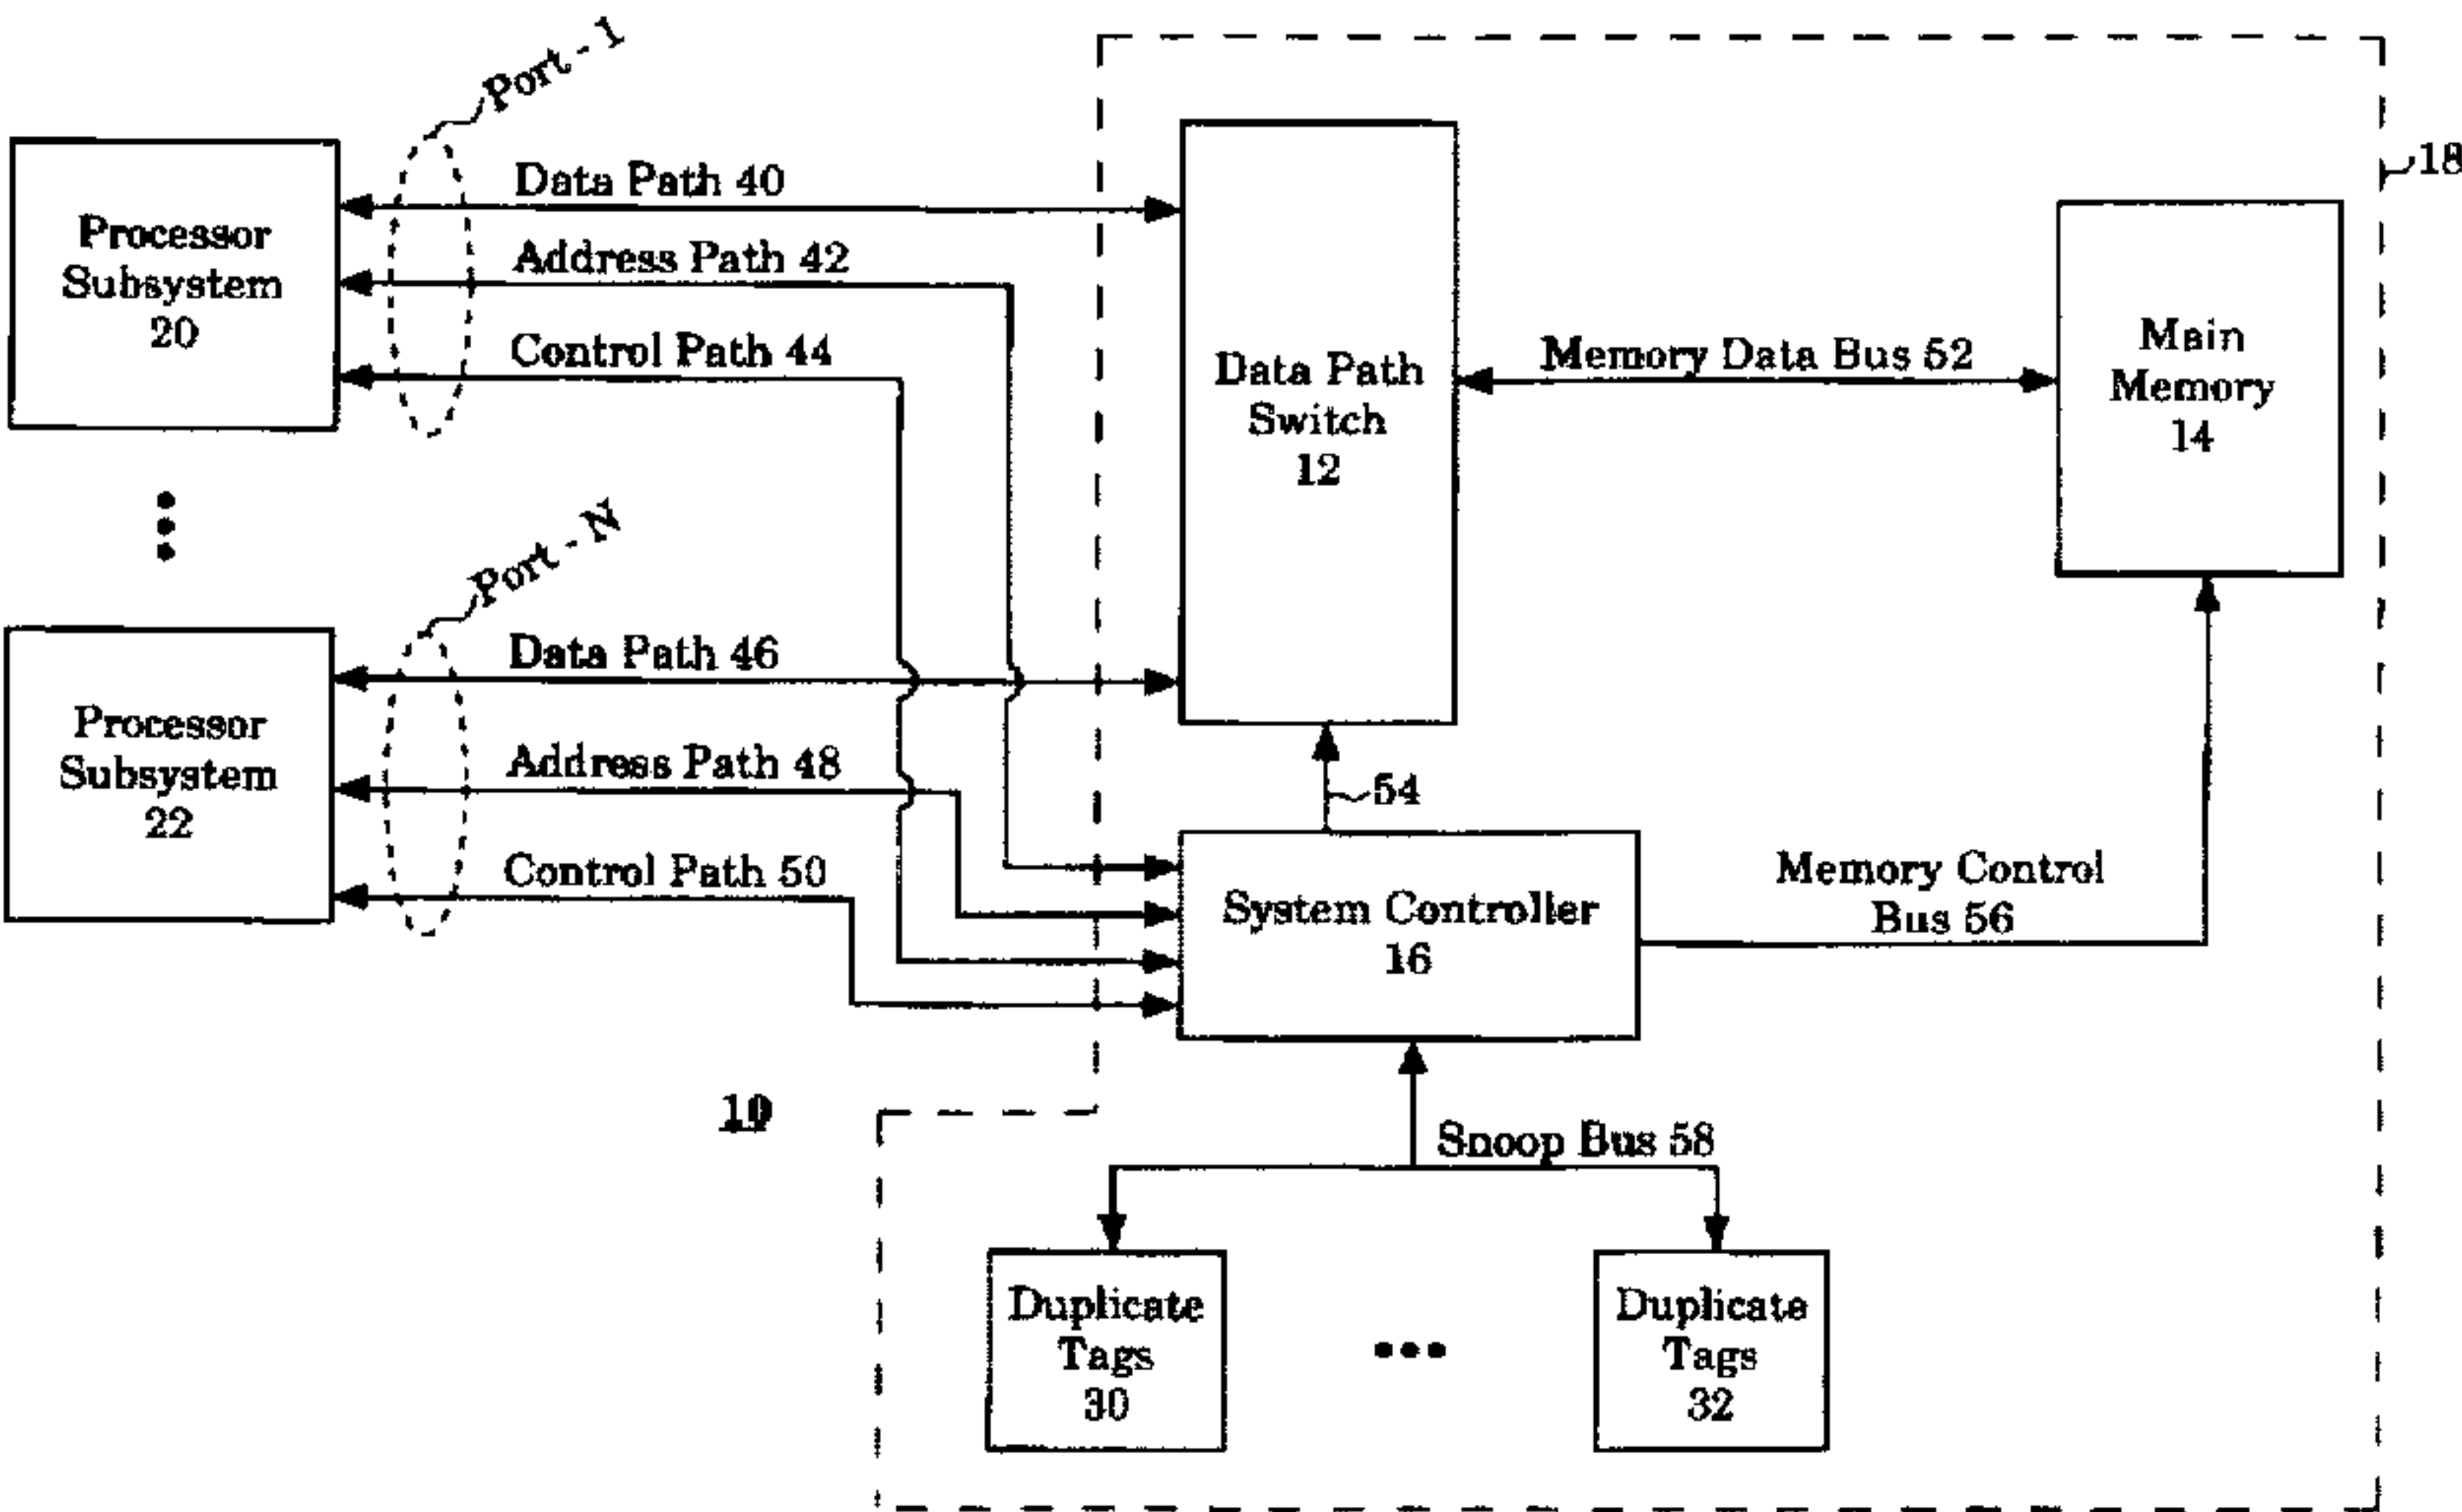 Port - 1
18
Processor
Subsystem
20
Data Path 40
Address Path 42
Control Path 44
Data Path
Switch
12
Memory Data Bus 52
Main
Memory
14
Port - N
Processor
Subsystem
22
Data Path 46
Address Path 48
Control Path 50
54
System Controller
16
Memory Control
Bus 56
10
Snoop Bus 58
Duplicate
Tags
30
Duplicate
Tags
32